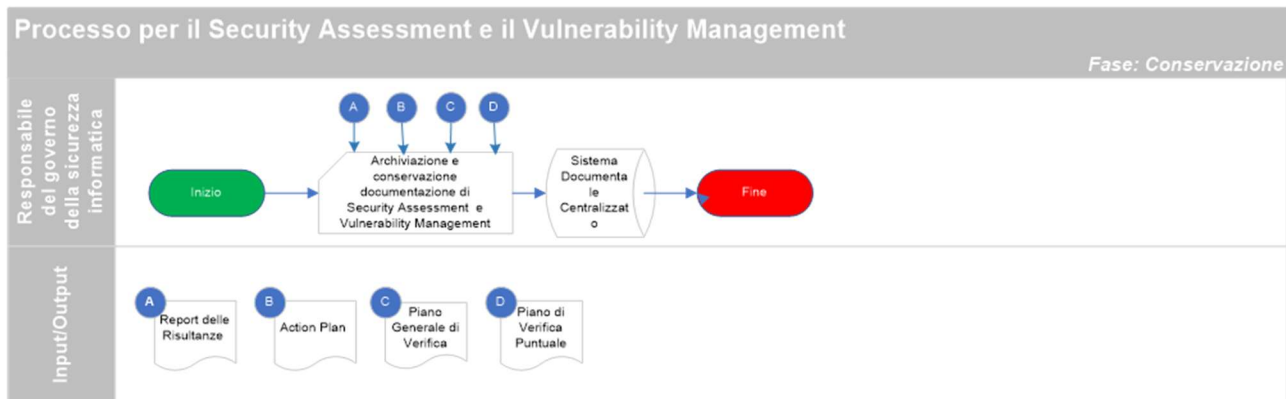 Processo per il Security Assessment e il Vulnerability Management
Fase: Conservazione
Responsabile
del governo
della sicurezza
informatica
A
B
C
D
Inizio
Archiviazione e
conservazione
documentazione di
Security Assessment e
Vulnerability Management
Sistema
Documenta
le
Centralizzat
o
Fine
Input/Output
A
Report delle
Risultanze
B
Action Plan
C
Piano
Generale di
Verifica
D
Piano di
Verifica
Puntuale